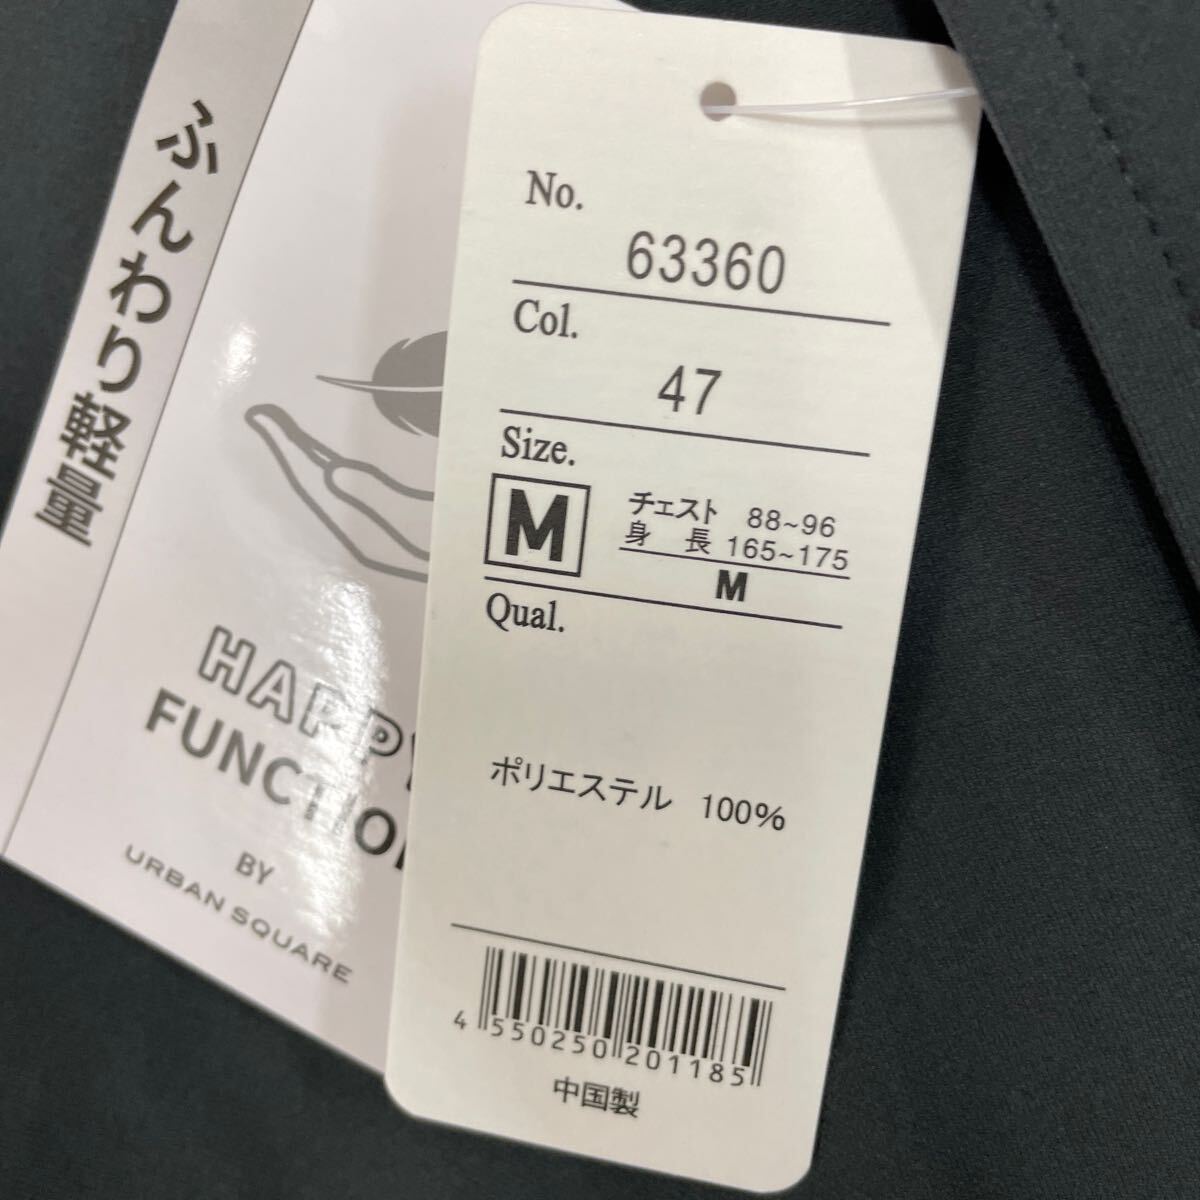 ふんわり軽量
HAPPY
FUNCTIO
BY
URBAN SQUARE
No.
63360
Col.
47
Size.
M チェスト 88~96
身長 165~175
M
Qual.
ポリエステル 100%
4 550250 201185
中国製